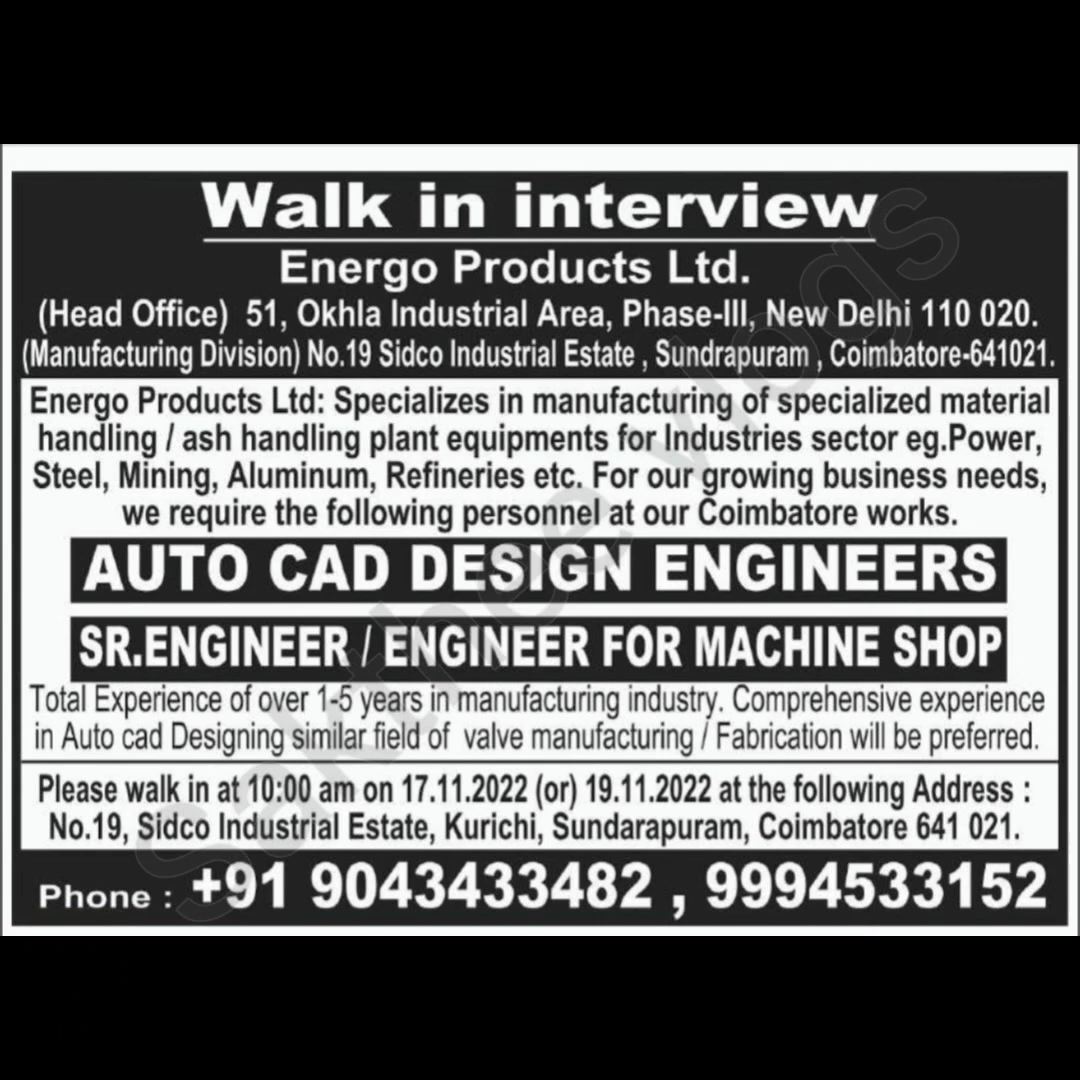 Walk in interview
Energo Products Ltd.
(Head Office) 51, Okhla Industrial Area, Phase-III, New Delhi 110 020.
(Manufacturing Division) No.19 Sidco Industrial Estate , Sundrapuram , Coimbatore-641021.
Energo Products Ltd: Specializes in manufacturing of specialized material
handling / ash handling plant equipments for Industries sector eg.Power,
Steel, Mining, Aluminum, Refineries etc. For our growing business needs,
we require the following personnel at our Coimbatore works.
AUTO CAD DESIGN ENGINEERS
SR.ENGINEER / ENGINEER FOR MACHINE SHOP
Total Experience of over 1-5 years in manufacturing industry. Comprehensive experience
in Auto cad Designing similar field of valve manufacturing / Fabrication will be preferred.
Please walk in at 10:00 am on 17.11.2022 (or) 19.11.2022 at the following Address :
No.19, Sidco Industrial Estate, Kurichi, Sundarapuram, Coimbatore 641 021.
Phone : +91 9043433482 , 9994533152
Sakthee vlogs